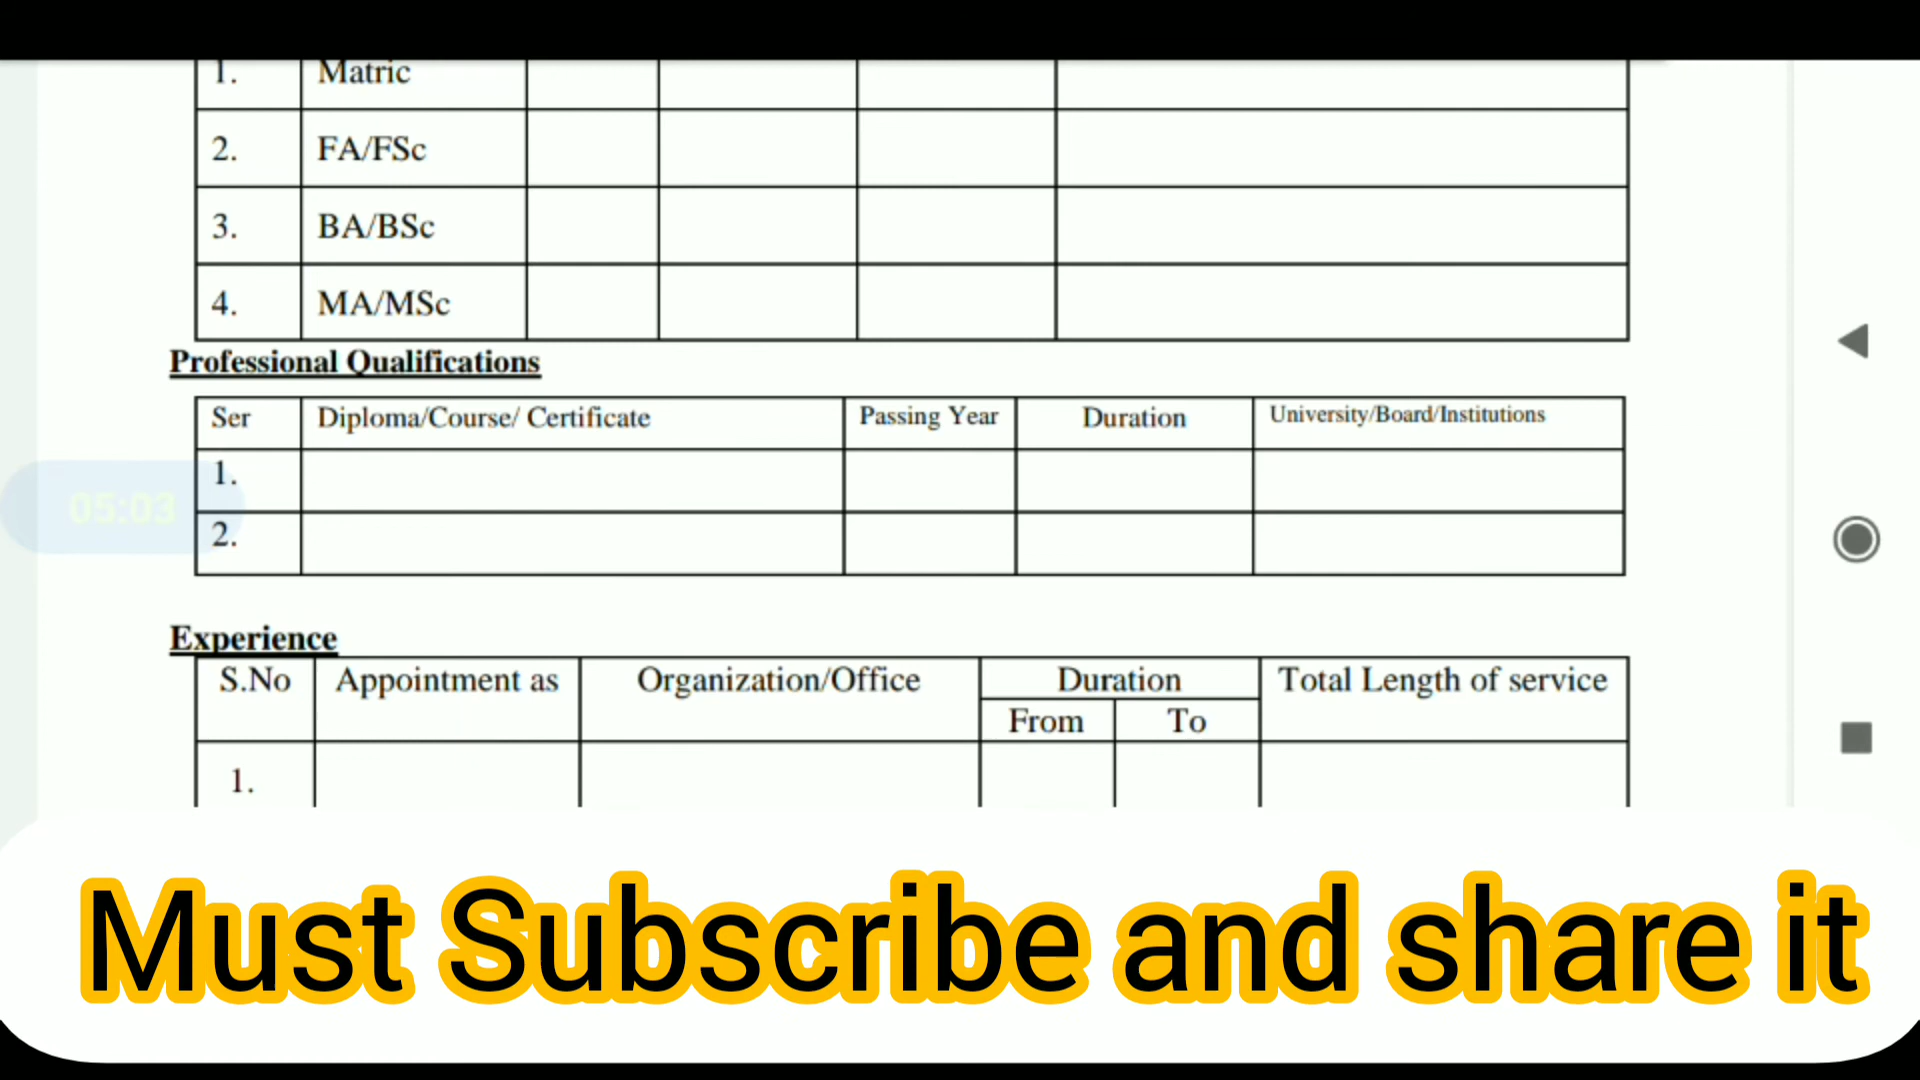 1. Matric
2. FA/FSc
3. BA/BSc
4. MA/MSc
Professional Qualifications
Ser Diploma/Course/ Certificate Passing Year Duration University/Board/Institutions
1.
05:03
2.
Experience
S.No Appointment as Organization/Office Duration Total Length of service
From To
1.
Must Subscribe and share it